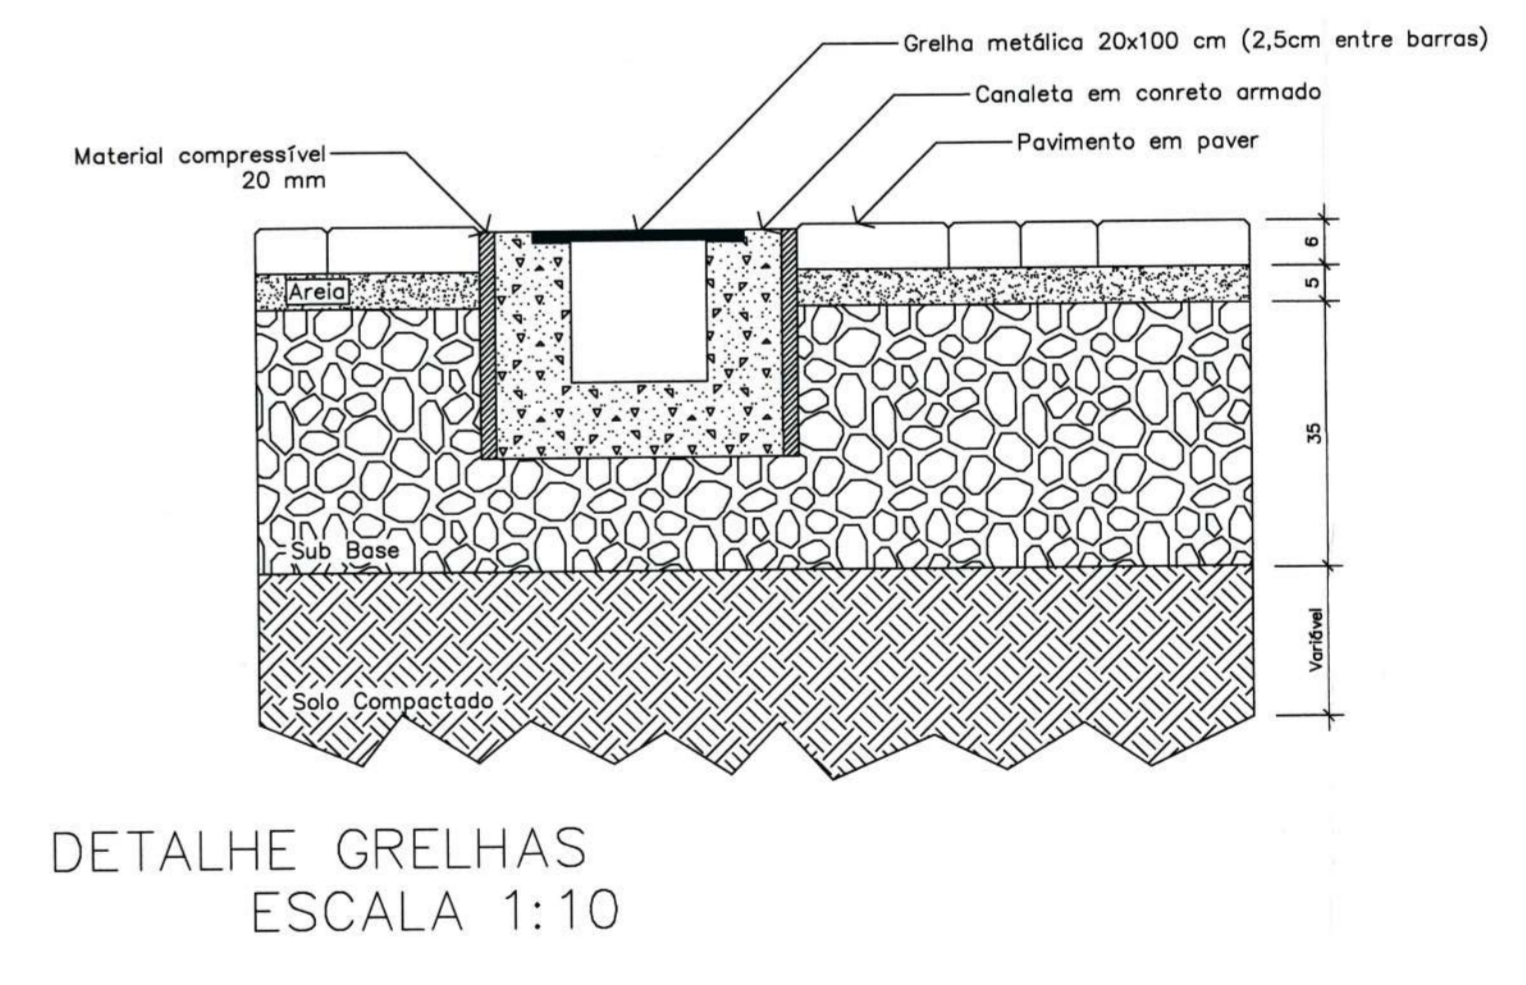 Grelha metálica 20x100 cm (2,5cm entre barras)
Canaleta em conreto armado
Pavimento em paver
Material compressível
20 mm
6
Areia
5
35
Sub Base
Variável
Solo Compactado
DETALHE GRELHAS
ESCALA 1:10